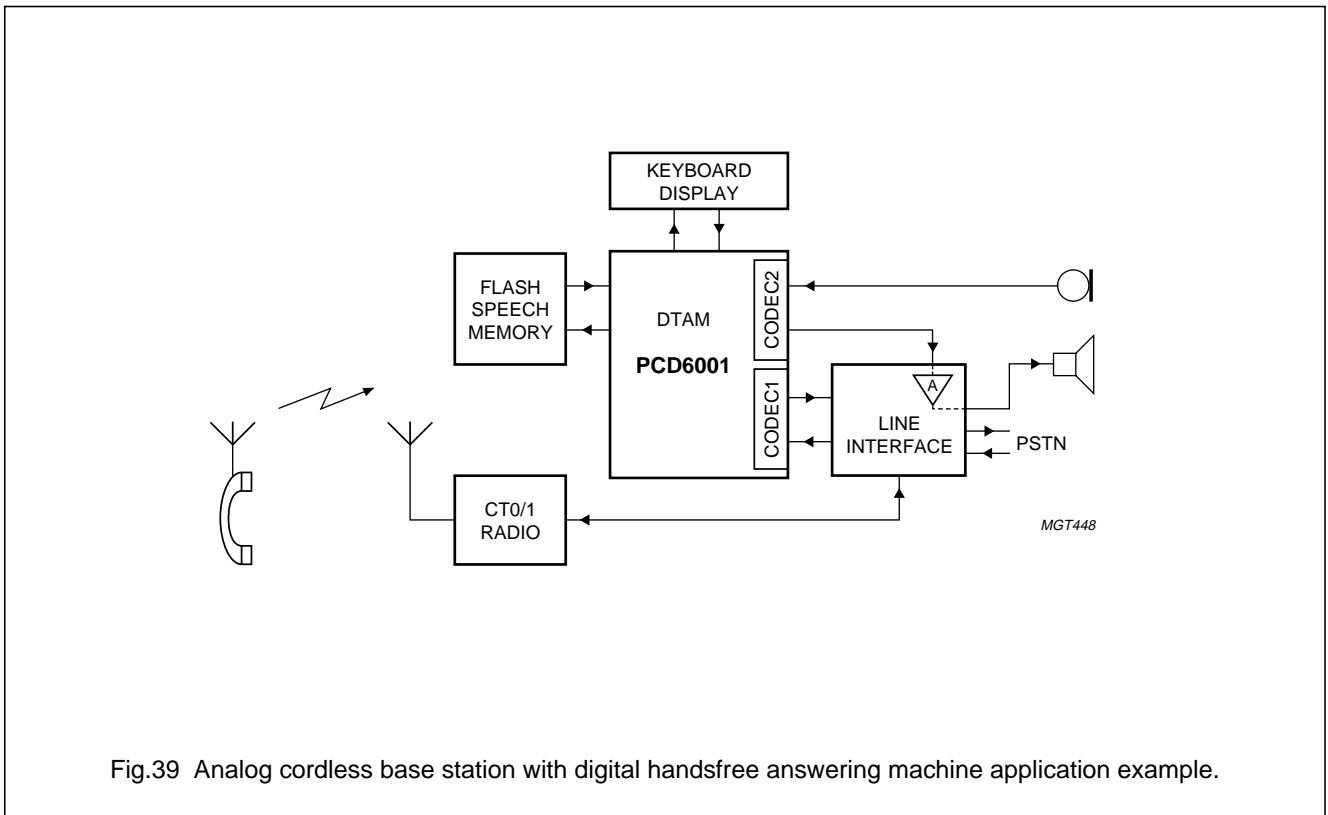 KEYBOARD
DISPLAY
FLASH
SPEECH
MEMORY
DTAM
PCD6001
CODEC2
CODEC1
A
LINE
INTERFACE
PSTN
CT0/1
RADIO
MGT448
Fig.39 Analog cordless base station with digital handsfree answering machine application example.